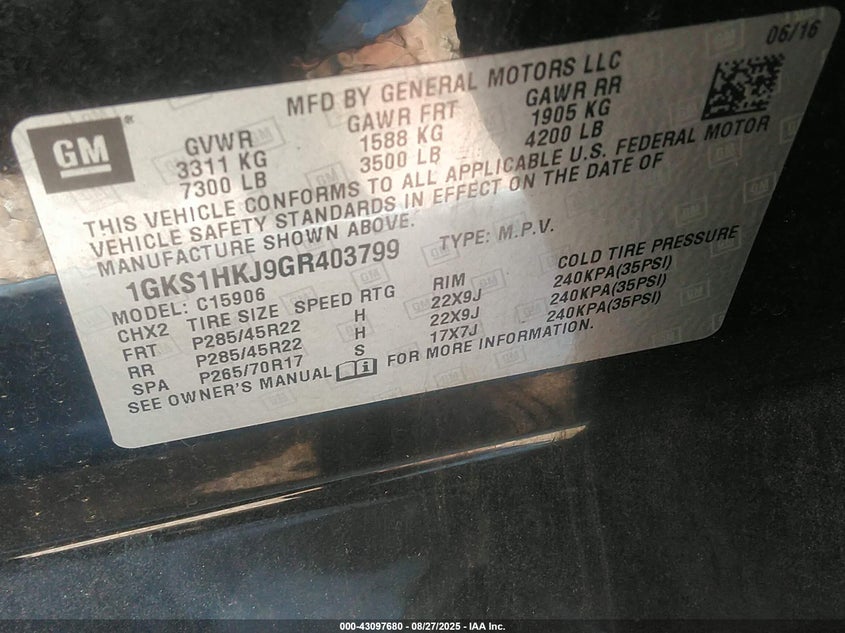 06/16
MFD BY GENERAL MOTORS LLC
GM®
GVWR GAWR FRT GAWR RR
3311 KG 1588 KG 1905 KG
7300 LB 3500 LB 4200 LB
THIS VEHICLE CONFORMS TO ALL APPLICABLE U.S. FEDERAL MOTOR
VEHICLE SAFETY STANDARDS IN EFFECT ON THE DATE OF
MANUFACTURE SHOWN ABOVE.
1GKS1HKJ9GR403799 TYPE: M.P.V.
MODEL: C15906
CHX2 TIRE SIZE SPEED RTG RIM COLD TIRE PRESSURE
FRT P285/45R22 H 22X9J 240KPA(35PSI)
RR P285/45R22 H 22X9J 240KPA(35PSI)
SPA P265/70R17 S 17X7J 240KPA(35PSI)
SEE OWNER'S MANUAL FOR MORE INFORMATION.
000-43097680 - 08/27/2025 - IAA Inc.